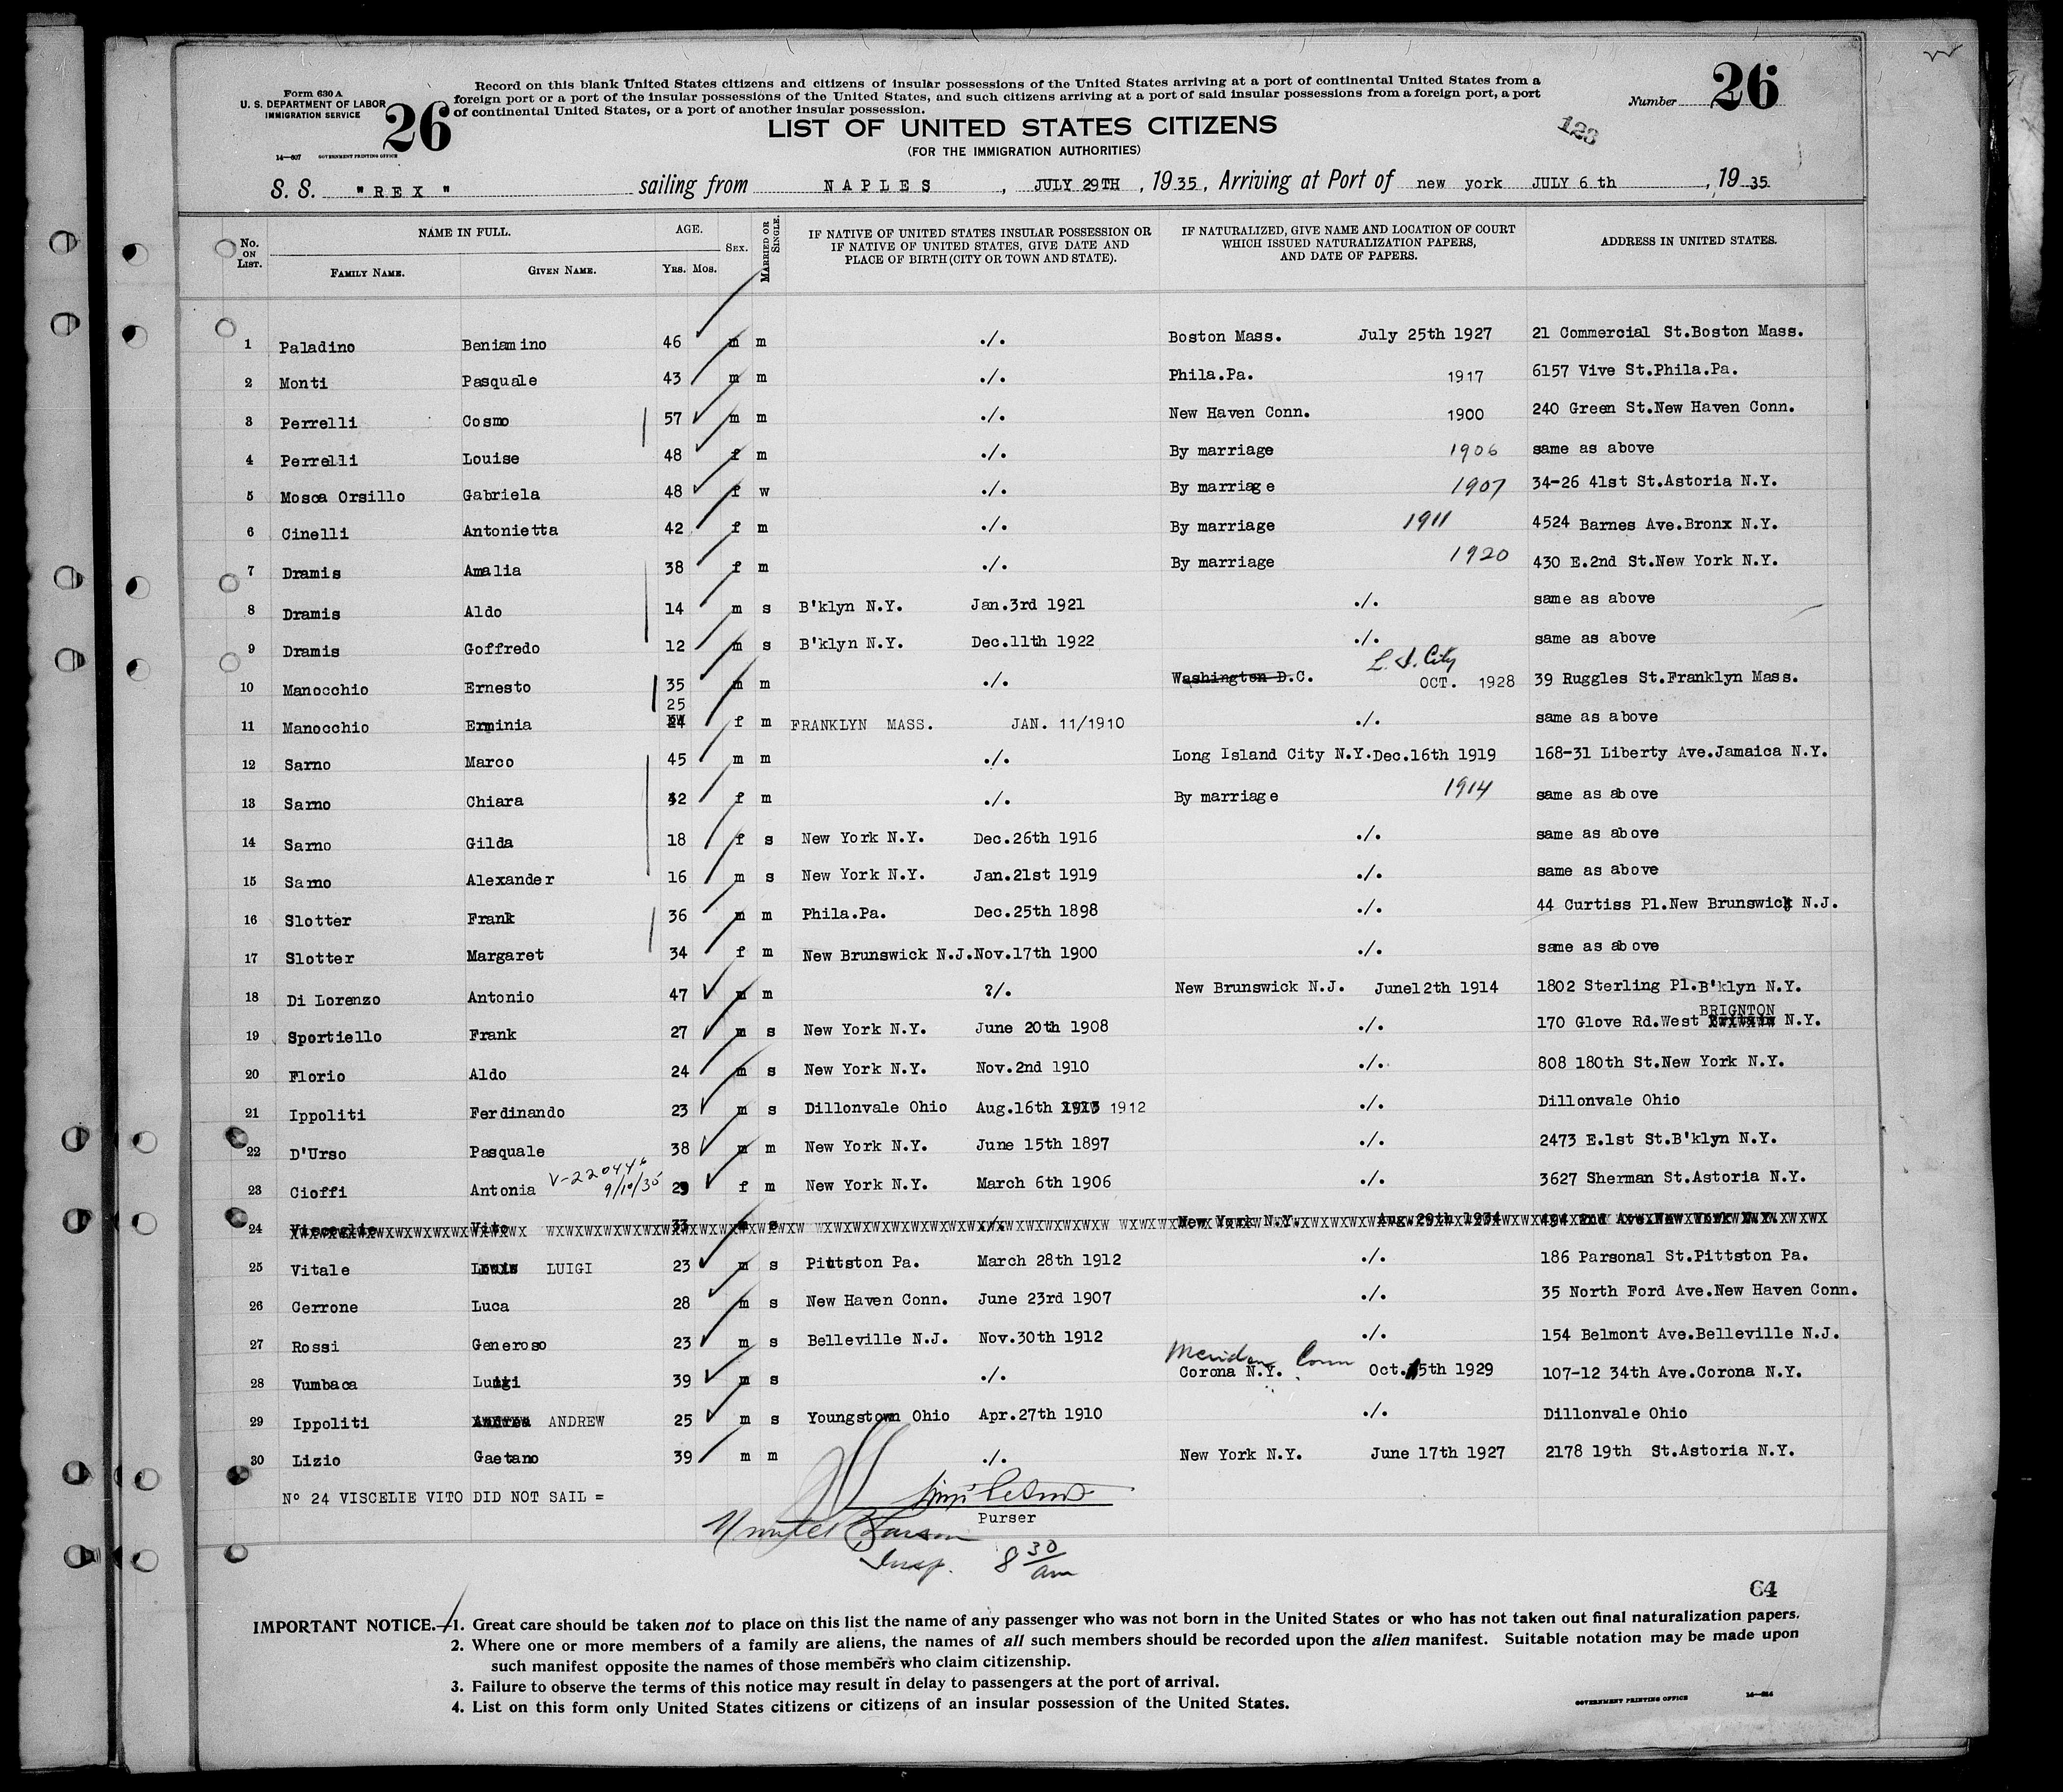 Form 630 A
U. S. DEPARTMENT OF LABOR
IMMIGRATION SERVICE
14—607 GOVERNMENT PRINTING OFFICE
26
Record on this blank United States citizens and citizens of insular possessions of the United States arriving at a port of continental United States from a
foreign port or a port of the insular possessions of the United States, and such citizens arriving at a port of said insular possessions from a foreign port, a port
of continental United States, or a port of another insular possession.
Number 26
LIST OF UNITED STATES CITIZENS
(FOR THE IMMIGRATION AUTHORITIES)
123
S. S. "REX" sailing from NAPLES, JULY 29TH, 1935, Arriving at Port of new york JULY 6 th, 1935
No. ON LIST. NAME IN FULL. FAMILY NAME. GIVEN NAME. AGE. YRS. MOS. SEX. MARRIED OR SINGLE. IF NATIVE OF UNITED STATES INSULAR POSSESSION OR IF NATIVE OF UNITED STATES, GIVE DATE AND PLACE OF BIRTH (CITY OR TOWN AND STATE). IF NATURALIZED, GIVE NAME AND LOCATION OF COURT WHICH ISSUED NATURALIZATION PAPERS, AND DATE OF PAPERS. ADDRESS IN UNITED STATES.
1 Paladino Beniamino 46 m m ./. Boston Mass. July 25th 1927 21 Commercial St.Boston Mass.
2 Monti Pasquale 43 m m ./. Phila.Pa. 1917 6157 Vive St.Phila.Pa.
3 Perrelli Cosmo 57 m m ./. New Haven Conn. 1900 240 Green St.New Haven Conn.
4 Perrelli Louise 48 f m ./. By marriage 1906 same as above
5 Mosca Orsillo Gabriela 48 f w ./. By marriage 1907 34-26 41st St.Astoria N.Y.
6 Cinelli Antonietta 42 f m ./. By marriage 1911 4524 Barnes Ave.Bronx N.Y.
7 Dramis Amalia 38 f m ./. By marriage 1920 430 E.2nd St.New York N.Y.
8 Dramis Aldo 14 m s B'klyn N.Y. Jan.3rd 1921 ./. same as above
9 Dramis Goffredo 12 m s B'klyn N.Y. Dec.11th 1922 ./. same as above
10 Manocchio Ernesto 35 m m ./. Washington D.C. L. I. City OCT. 1928 39 Ruggles St.Franklyn Mass.
11 Manocchio Erminia 25 24 f m FRANKLYN MASS. JAN. 11/1910 ./. same as above
12 Sarno Marco 45 m m ./. Long Island City N.Y.Dec.16th 1919 168-31 Liberty Ave.Jamaica N.Y.
13 Sarno Chiara 42 f m ./. By marriage 1914 same as above
14 Sarno Gilda 18 f s New York N.Y. Dec.26th 1916 ./. same as above
15 Sarno Alexander 16 m s New York N.Y. Jan.21st 1919 ./. same as above
16 Slotter Frank 36 m m Phila.Pa. Dec.25th 1898 ./. 44 Curtiss Pl.New Brunswick N.J.
17 Slotter Margaret 34 f m New Brunswick N.J.Nov.17th 1900 ./. same as above
18 Di Lorenzo Antonio 47 m m ?/. New Brunswick N.J. June12th 1914 1802 Sterling Pl.B'klyn N.Y.
19 Sportiello Frank 27 m s New York N.Y. June 20th 1908 ./. 170 Glove Rd.West BRIGNTON N.Y.
20 Florio Aldo 24 m s New York N.Y. Nov.2nd 1910 ./. 808 180th St.New York N.Y.
21 Ippoliti Ferdinando 23 m s Dillonvale Ohio Aug.16th 1913 1912 ./. Dillonvale Ohio
22 D'Urso Pasquale 38 m m New York N.Y. June 15th 1897 ./. 2473 E.1st St.B'klyn N.Y.
23 Cioffi Antonia V-220446 9/10/35 29 f m New York N.Y. March 6th 1906 ./. 3627 Sherman St.Astoria N.Y.
24 Visceglie Vito 33 m s ./. New York N.Y. Aug.29th 1934 494 2nd Ave.New York N.Y.
25 Vitale Louis LUIGI 23 m s Pittston Pa. March 28th 1912 ./. 186 Parsonal St.Pittston Pa.
26 Cerrone Luca 28 m s New Haven Conn. June 23rd 1907 ./. 35 North Ford Ave.New Haven Conn.
27 Rossi Generoso 23 m s Belleville N.J. Nov.30th 1912 ./. 154 Belmont Ave.Belleville N.J.
28 Vumbaca Luigi 39 m s ./. Meriden Conn Corona N.Y. Oct.15th 1929 107-12 34th Ave.Corona N.Y.
29 Ippoliti Andrea ANDREW 25 m s Youngstown Ohio Apr.27th 1910 ./. Dillonvale Ohio
30 Lizio Gaetano 39 m m ./. New York N.Y. June 17th 1927 2178 19th St.Astoria N.Y.
Nº 24 VISCELIE VITO DID NOT SAIL =
Purser
Insp. 8 30/am
64
IMPORTANT NOTICE.—1. Great care should be taken not to place on this list the name of any passenger who was not born in the United States or who has not taken out final naturalization papers.
2. Where one or more members of a family are aliens, the names of all such members should be recorded upon the alien manifest. Suitable notation may be made upon
such manifest opposite the names of those members who claim citizenship.
3. Failure to observe the terms of this notice may result in delay to passengers at the port of arrival.
4. List on this form only United States citizens or citizens of an insular possession of the United States.
GOVERNMENT PRINTING OFFICE